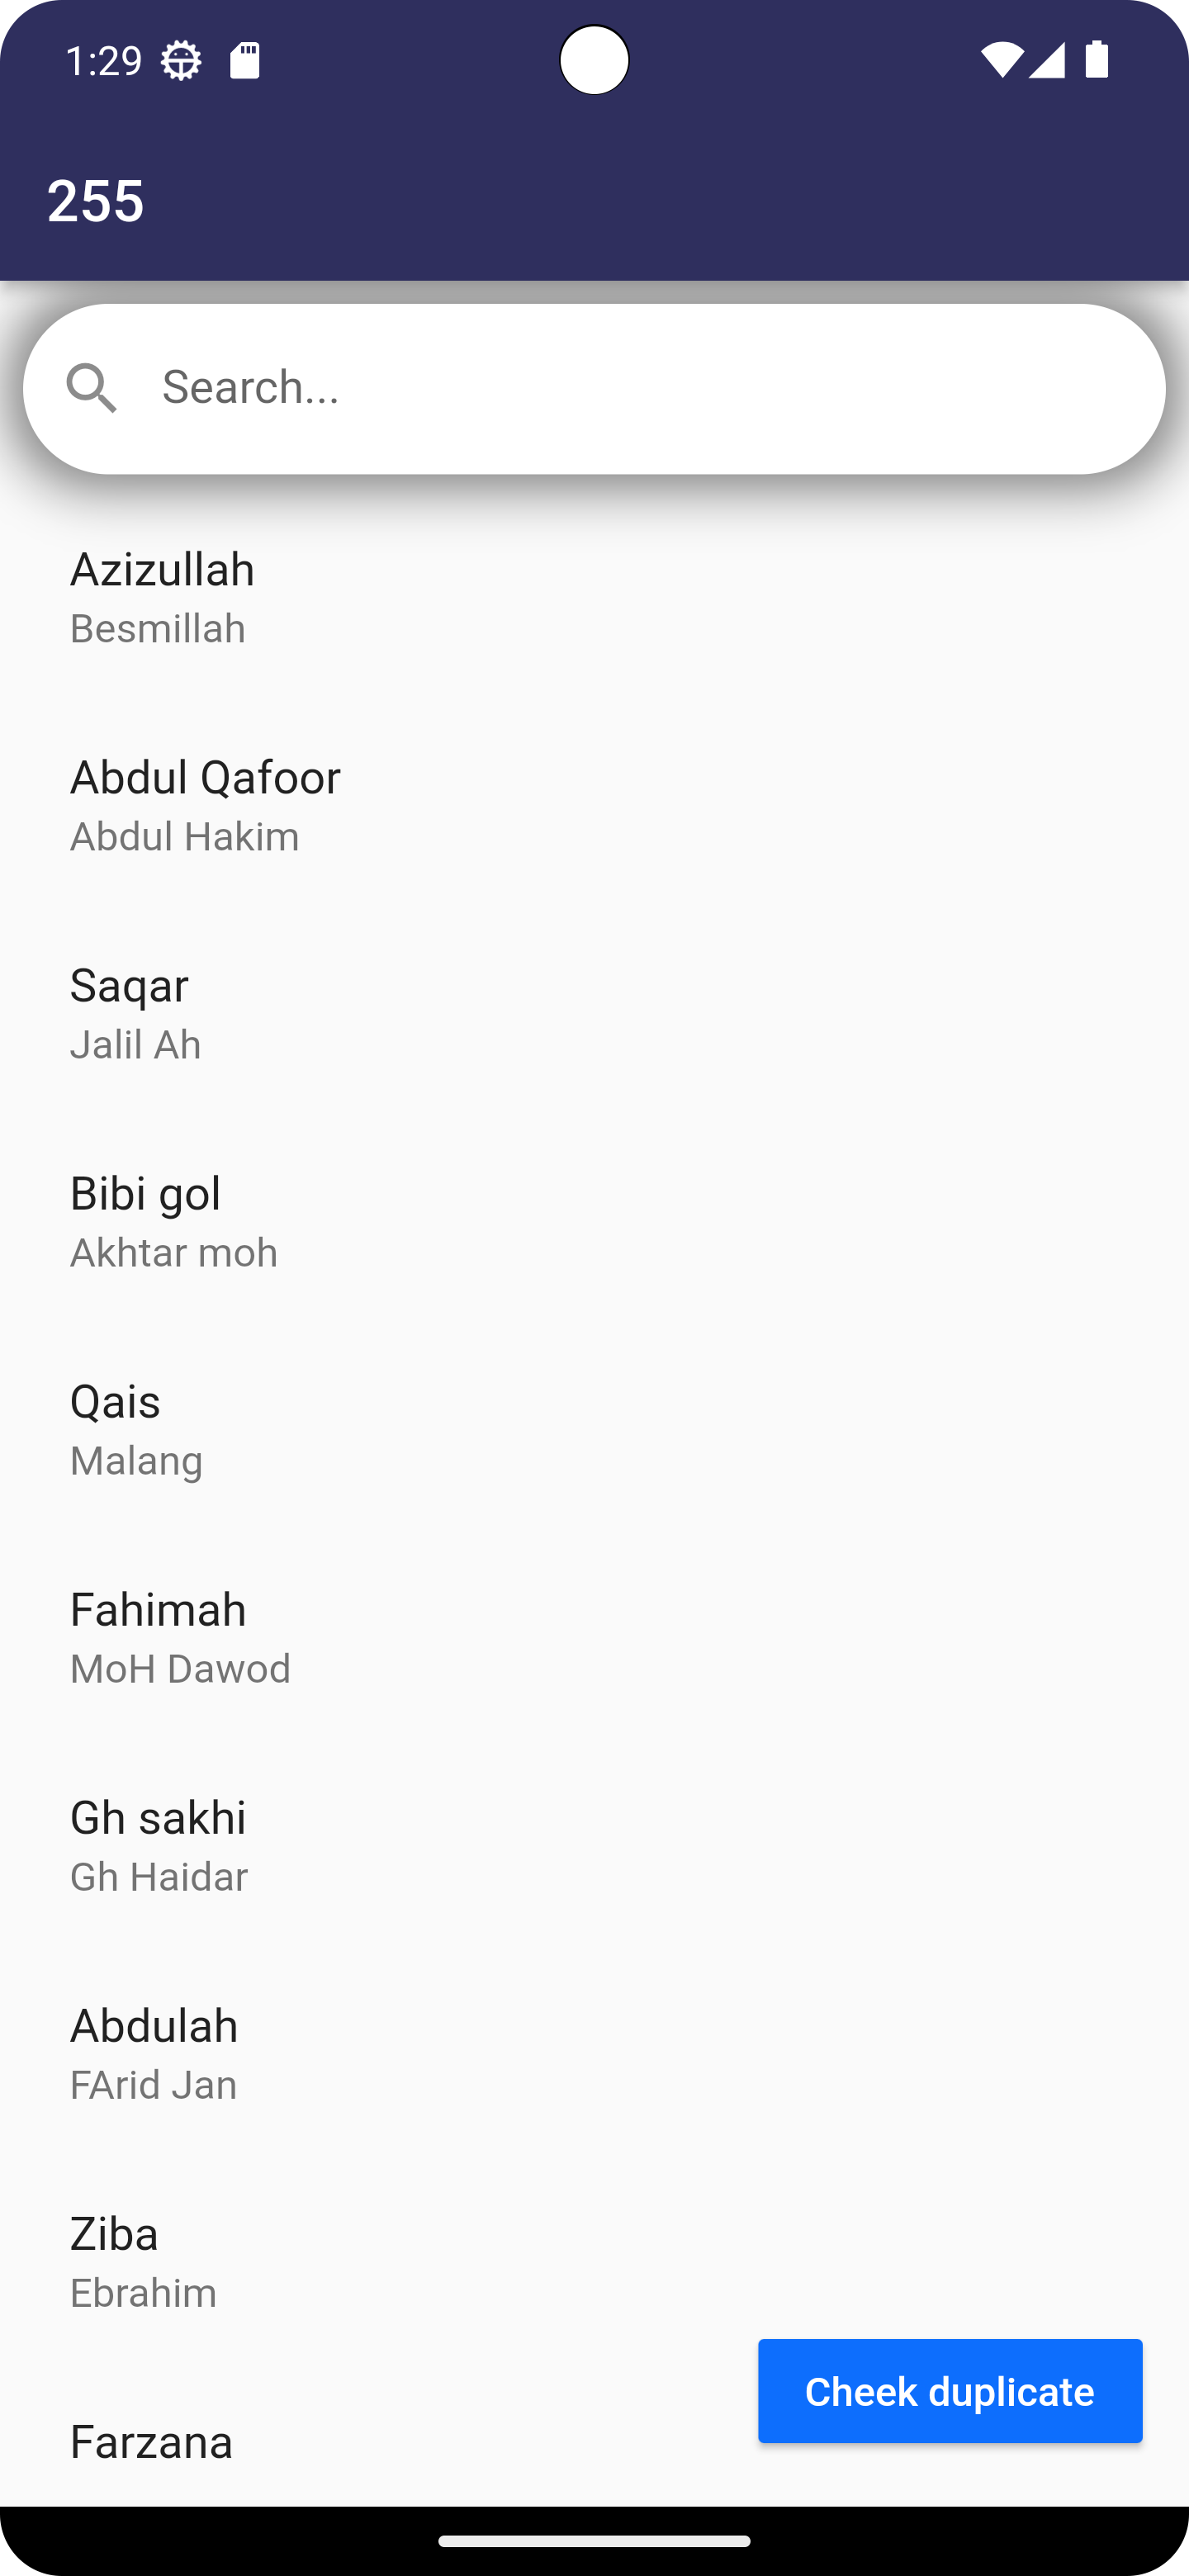 1:29
255
Search...
Azizullah
Besmillah
Abdul Qafoor
Abdul Hakim
Saqar
Jalil Ah
Bibi gol
Akhtar moh
Qais
Malang
Fahimah
MoH Dawod
Gh sakhi
Gh Haidar
Abdulah
FArid Jan
Ziba
Ebrahim
Cheek duplicate
Farzana